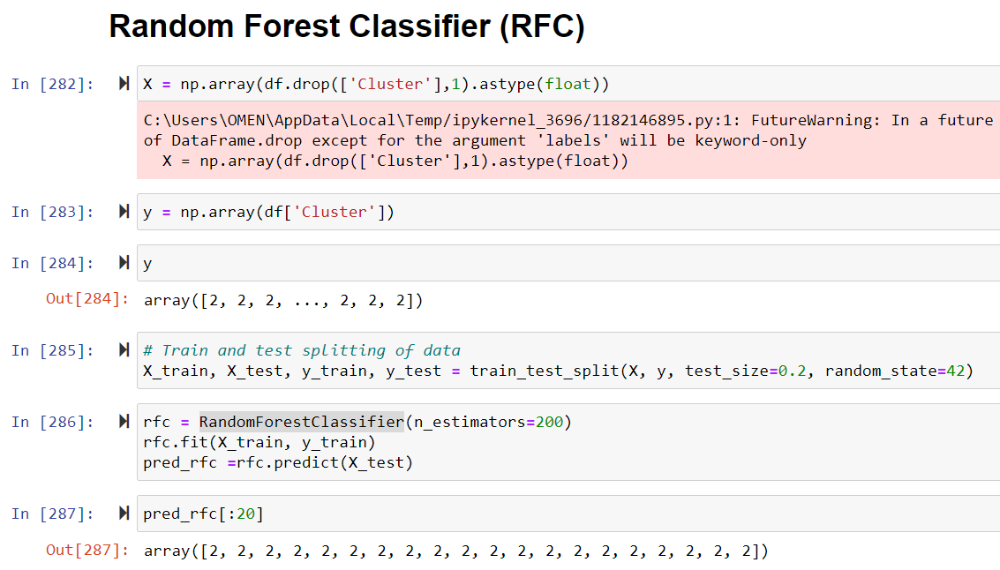 Random Forest Classifier (RFC)
In [282]: X = np.array(df.drop(['Cluster'],1).astype(float))
C:\Users\OMEN\AppData\Local\Temp/ipykernel_3696/1182146895.py:1: FutureWarning: In a future
of DataFrame.drop except for the argument 'labels' will be keyword-only
X = np.array(df.drop(['Cluster'],1).astype(float))
In [283]: y = np.array(df['Cluster'])
In [284]: y
Out[284]: array([2, 2, 2, ..., 2, 2, 2])
In [285]: # Train and test splitting of data
X_train, X_test, y_train, y_test = train_test_split(X, y, test_size=0.2, random_state=42)
In [286]: rfc = RandomForestClassifier(n_estimators=200)
rfc.fit(X_train, y_train)
pred_rfc =rfc.predict(X_test)
In [287]: pred_rfc[:20]
Out[287]: array([2, 2, 2, 2, 2, 2, 2, 2, 2, 2, 2, 2, 2, 2, 2, 2, 2, 2, 2, 2])